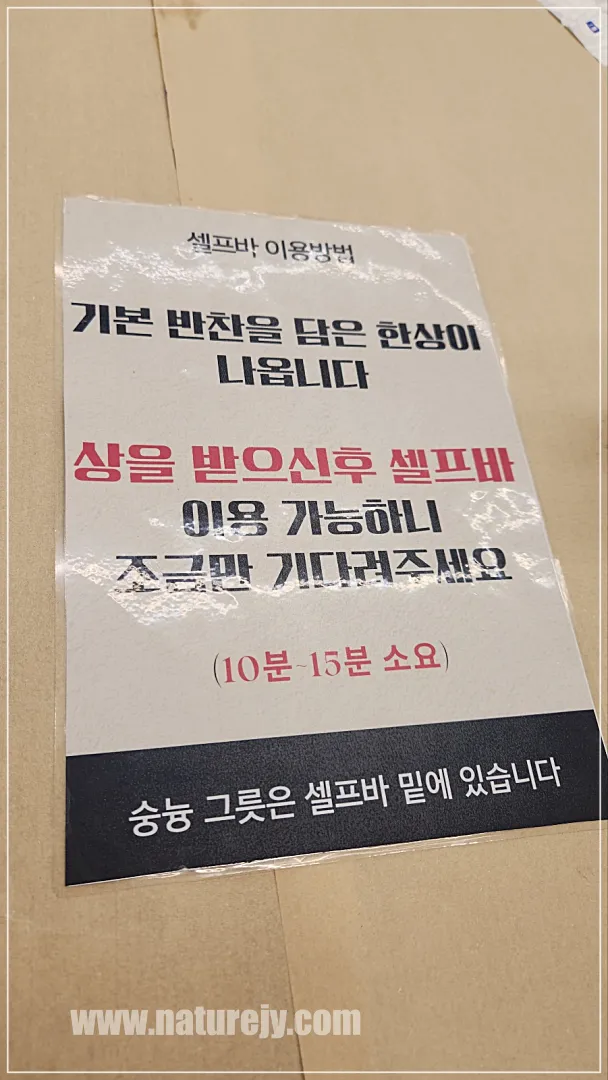 셀프바 이용방법
기본 반찬을 담은 한상이
나옵니다
상을 받으신후 셀프바
이용 가능하니
조금만 기다려주세요
(10분~15분 소요)
숭늉 그릇은 셀프바 밑에 있습니다
www.naturejy.com